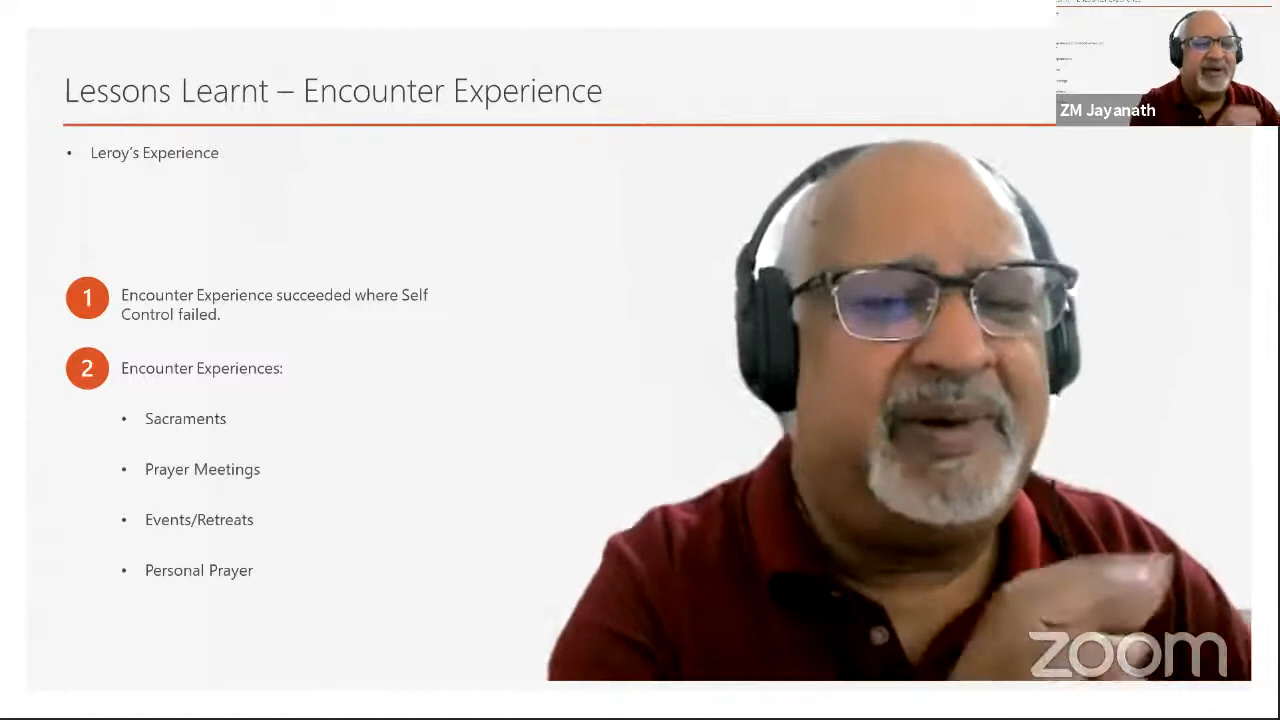 Lessons Learnt – Encounter Experience
ZM Jayanath
• Leroy's Experience
1 Encounter Experience succeeded where Self
Control failed.
2 Encounter Experiences:
• Sacraments
• Prayer Meetings
• Events/Retreats
• Personal Prayer
zoom